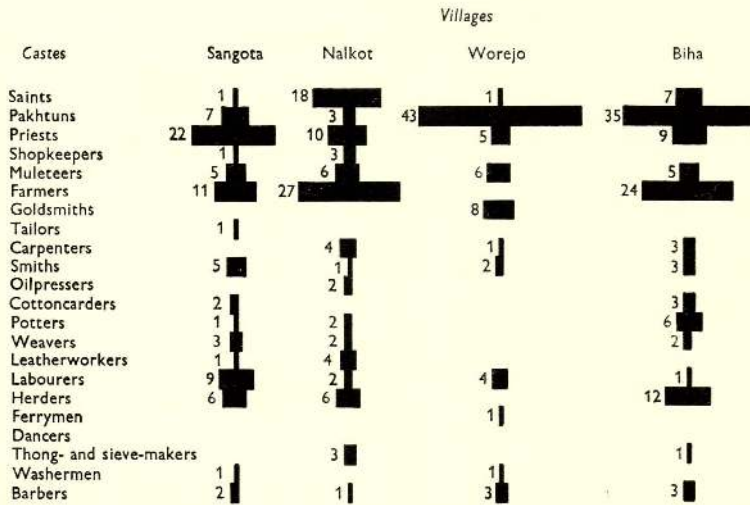 Villages
Castes Sangota Nalkot Worejo Biha
Saints 1 18 1 7
Pakhtuns 7 3 43 35
Priests 22 10 5 9
Shopkeepers 1 3
Muleteers 5 6 6 5
Farmers 11 27 24
Goldsmiths 8
Tailors 1
Carpenters 4 1 3
Smiths 5 1 2 3
Oilpressers 2
Cottoncarders 2 3
Potters 1 2 6
Weavers 3 2 2
Leatherworkers 1 4
Labourers 9 2 4 1
Herders 6 6 12
Ferrymen 1
Dancers
Thong- and sieve-makers 3 1
Washermen 1 1
Barbers 2 1 3 3